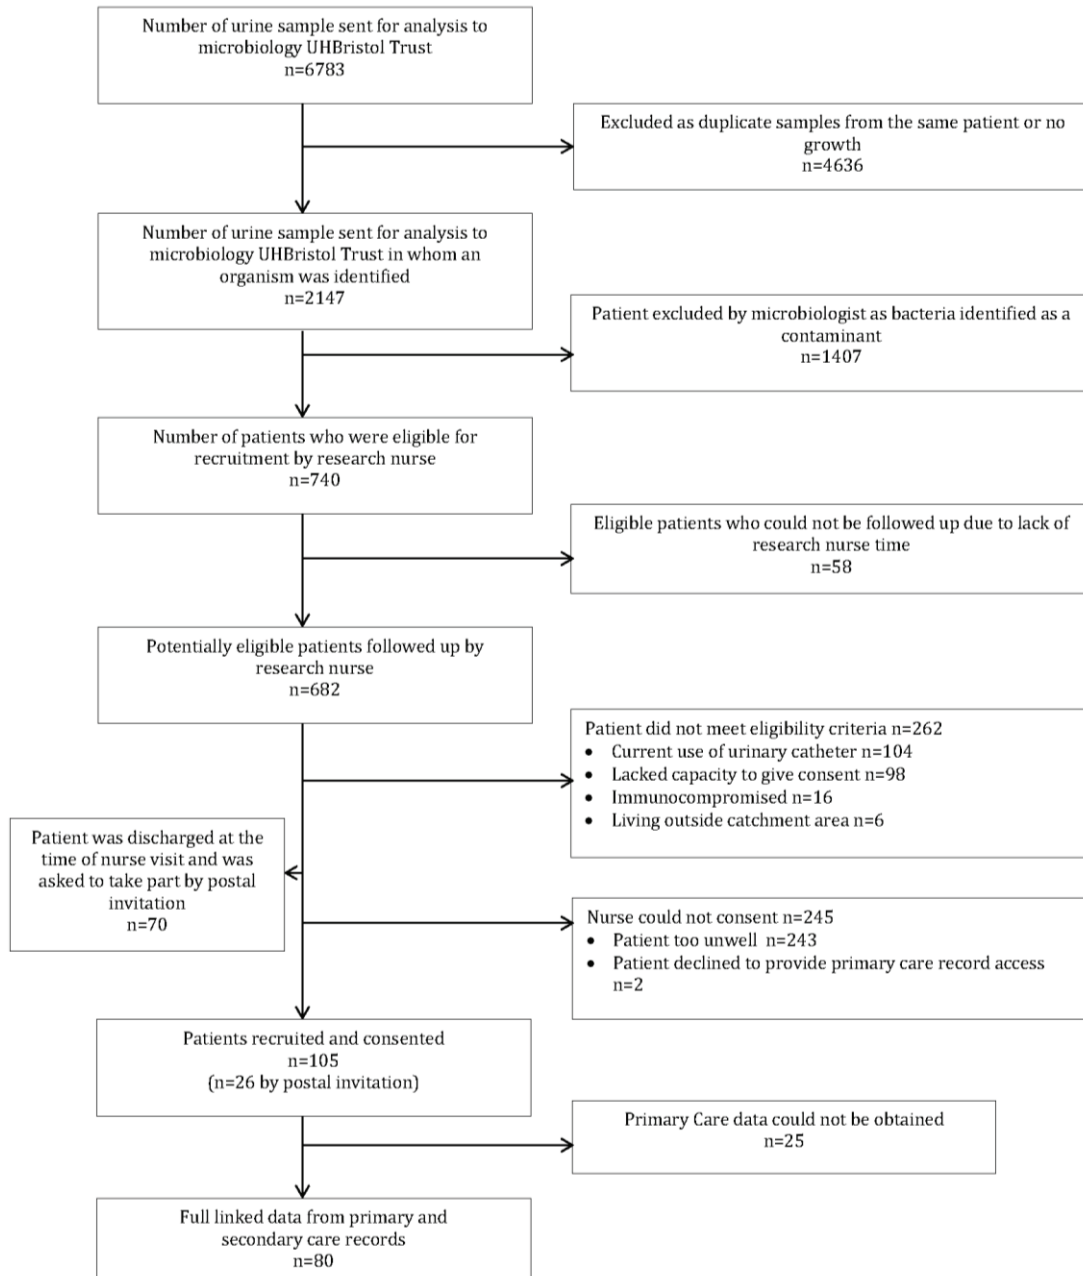 Number of urine sample sent for analysis to
microbiology UHBristol Trust
n=6783
Excluded as duplicate samples from the same patient or no
growth
n=4636
Number of urine sample sent for analysis to
microbiology UHBristol Trust in whom an
organism was identified
n=2147
Patient excluded by microbiologist as bacteria identified as a
contaminant
n=1407
Number of patients who were eligible for
recruitment by research nurse
n=740
Eligible patients who could not be followed up due to lack of
research nurse time
n=58
Potentially eligible patients followed up by
research nurse
n=682
Patient did not meet eligibility criteria n=262
• Current use of urinary catheter n=104
• Lacked capacity to give consent n=98
• Immunocompromised n=16
• Living outside catchment area n=6
Patient was discharged at the
time of nurse visit and was
asked to take part by postal
invitation
n=70
Nurse could not consent n=245
• Patient too unwell n=243
• Patient declined to provide primary care record access
n=2
Patients recruited and consented
n=105
(n=26 by postal invitation)
Primary Care data could not be obtained
n=25
Full linked data from primary and
secondary care records
n=80